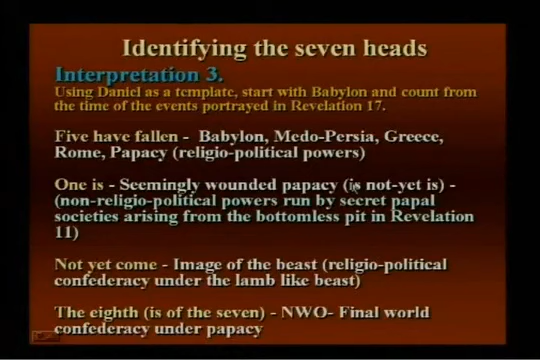 Identifying the seven heads
Interpretation 3.
Using Daniel as a template, start with Babylon and count from
the time of the events portrayed in Revelation 17.
Five have fallen - Babylon, Medo-Persia, Greece,
Rome, Papacy (religio-political powers)
One is - Seemingly wounded papacy (is not-yet is) -
(non-religio-political powers run by secret papal
societies arising from the bottomless pit in Revelation
11)
Not yet come - Image of the beast (religio-political
confederacy under the lamb like beast)
The eighth (is of the seven) - NWO- Final world
confederacy under papacy